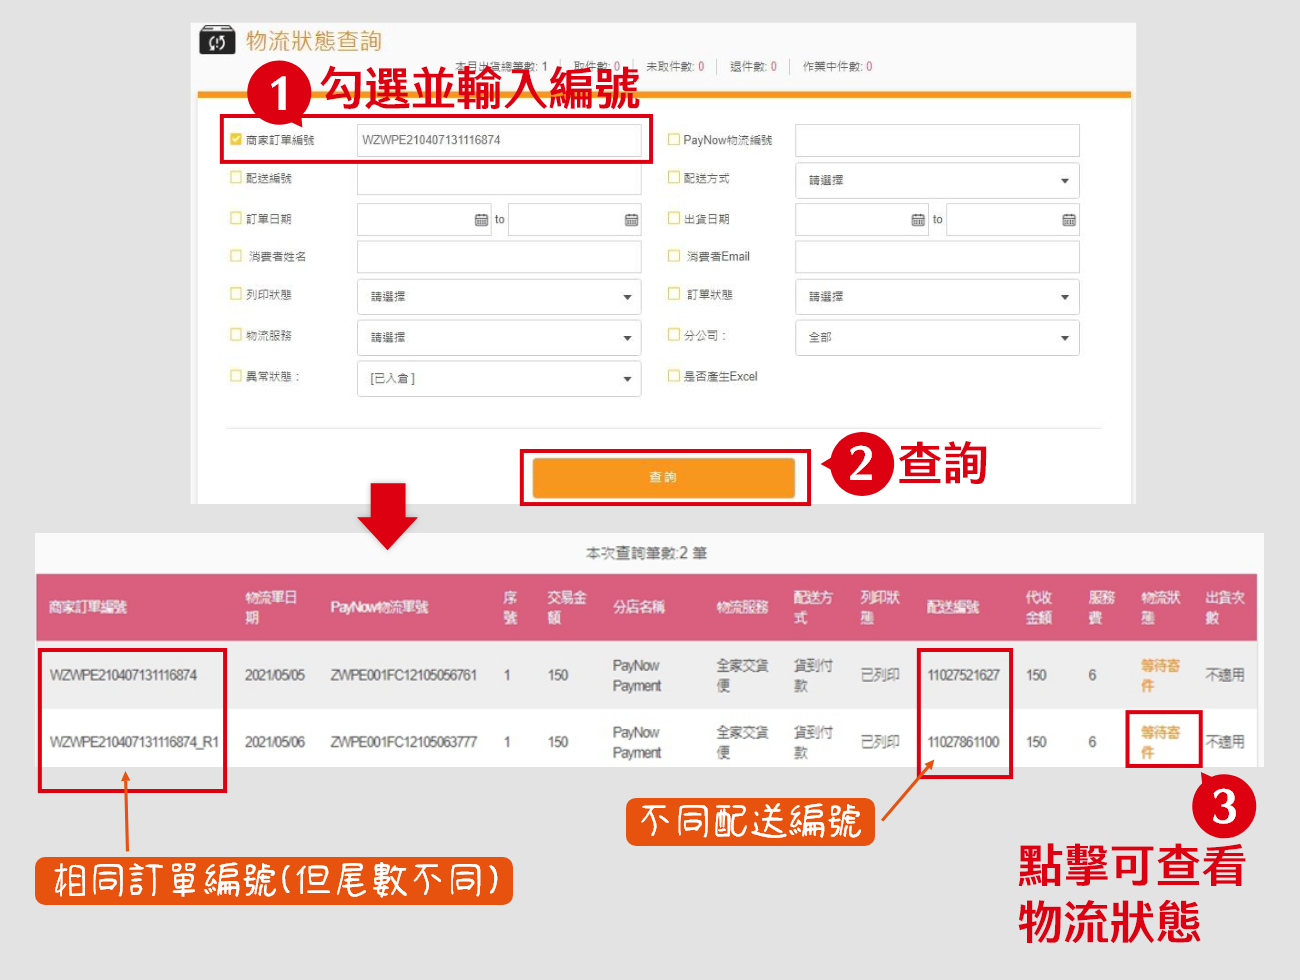 物流狀態查詢
本月出貨總筆數: 1 取件數: 0 未取件數: 0 退件數: 0 作業中件數: 0
1 勾選並輸入編號
商家訂單編號 WZWPE210407131116874 PayNow物流編號
配送編號 配送方式 請選擇
訂單日期 to 出貨日期 to
消費者姓名 消費者Email
列印狀態 請選擇 訂單狀態 請選擇
物流服務 請選擇 分公司： 全部
異常狀態： [已入倉 ] 是否產生Excel
查詢
2 查詢
本次查詢筆數:2 筆
商家訂單編號 物流單日期 PayNow物流單號 序號 交易金額 分店名稱 物流服務 配送方式 列印狀態 配送編號 代收金額 服務費 物流狀態 出貨次數
WZWPE210407131116874 2021/05/05 ZWPE001FC12105056761 1 150 PayNow Payment 全家交貨便 貨到付款 已列印 11027521627 150 6 等待寄件 不適用
WZWPE210407131116874_R1 2021/05/06 ZWPE001FC12105063777 1 150 PayNow Payment 全家交貨便 貨到付款 已列印 11027861100 150 6 等待寄件 不適用
不同配送編號
相同訂單編號(但尾數不同)
3
點擊可查看
物流狀態